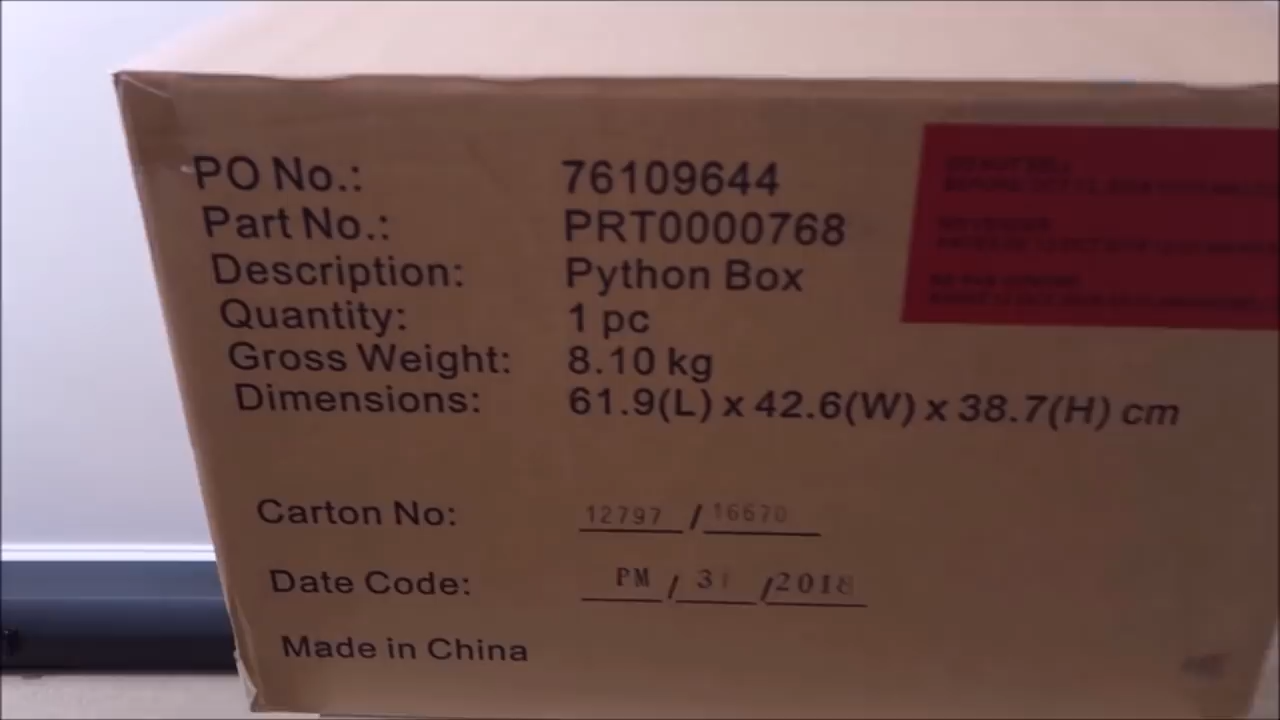 PO No.: 76109644
Part No.: PRT0000768
Description: Python Box
Quantity: 1 pc
Gross Weight: 8.10 kg
Dimensions: 61.9(L) x 42.6(W) x 38.7(H) cm
Carton No: 12797 / 16670
Date Code: PM / 31 / 2018
Made in China